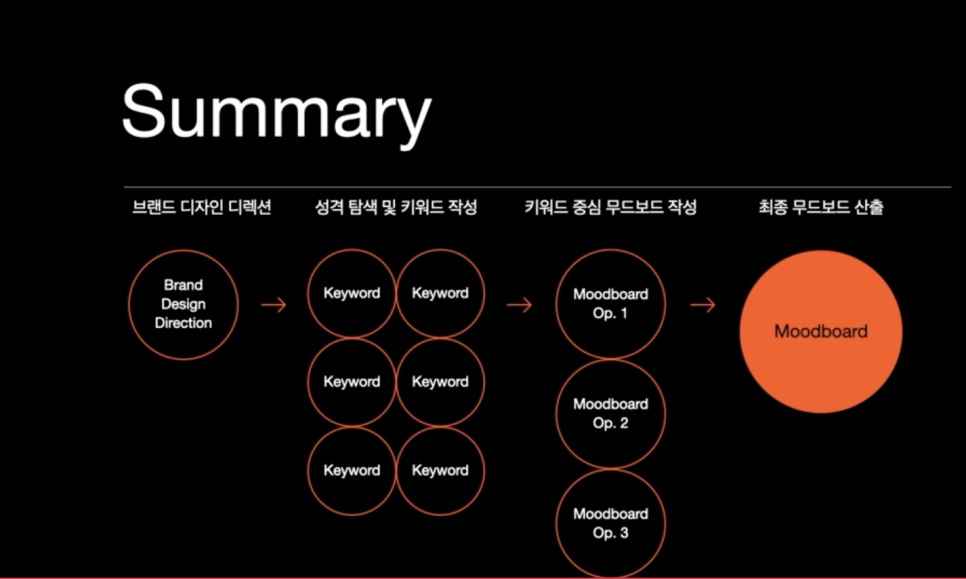 Summary
브랜드 디자인 디렉션
성격 탐색 및 키워드 작성
키워드 중심 무드보드 작성
최종 무드보드 산출
Brand
Design
Direction
Keyword
Keyword
Keyword
Keyword
Keyword
Keyword
Moodboard
Op. 1
Moodboard
Op. 2
Moodboard
Op. 3
Moodboard